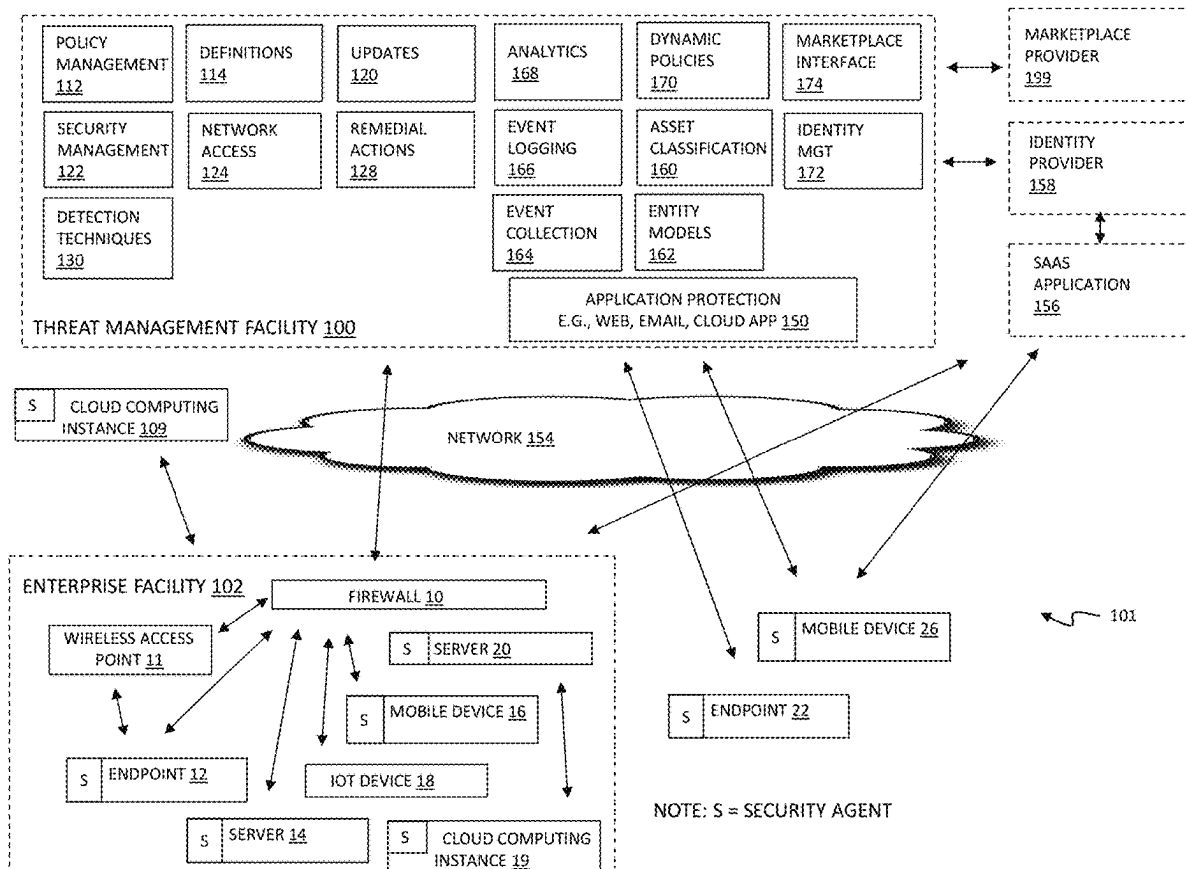 POLICY
MANAGEMENT
112
DEFINITIONS
114
UPDATES
120
ANALYTICS
168
DYNAMIC
POLICIES
170
MARKETPLACE
INTERFACE
174
MARKETPLACE
PROVIDER
199
SECURITY
MANAGEMENT
122
NETWORK
ACCESS
124
REMEDIAL
ACTIONS
128
EVENT
LOGGING
166
ASSET
CLASSIFICATION
160
IDENTITY
MGT
172
IDENTITY
PROVIDER
158
DETECTION
TECHNIQUES
130
EVENT
COLLECTION
164
ENTITY
MODELS
162
SAAS
APPLICATION
156
APPLICATION PROTECTION
E.G., WEB, EMAIL, CLOUD APP 150
THREAT MANAGEMENT FACILITY 100
S CLOUD COMPUTING
INSTANCE 109
NETWORK 154
ENTERPRISE FACILITY 102
FIREWALL 10
WIRELESS ACCESS
POINT 11
S SERVER 20
S MOBILE DEVICE 26
101
S MOBILE DEVICE 16
S ENDPOINT 22
S ENDPOINT 12
IOT DEVICE 18
S SERVER 14
S CLOUD COMPUTING
INSTANCE 19
NOTE: S = SECURITY AGENT